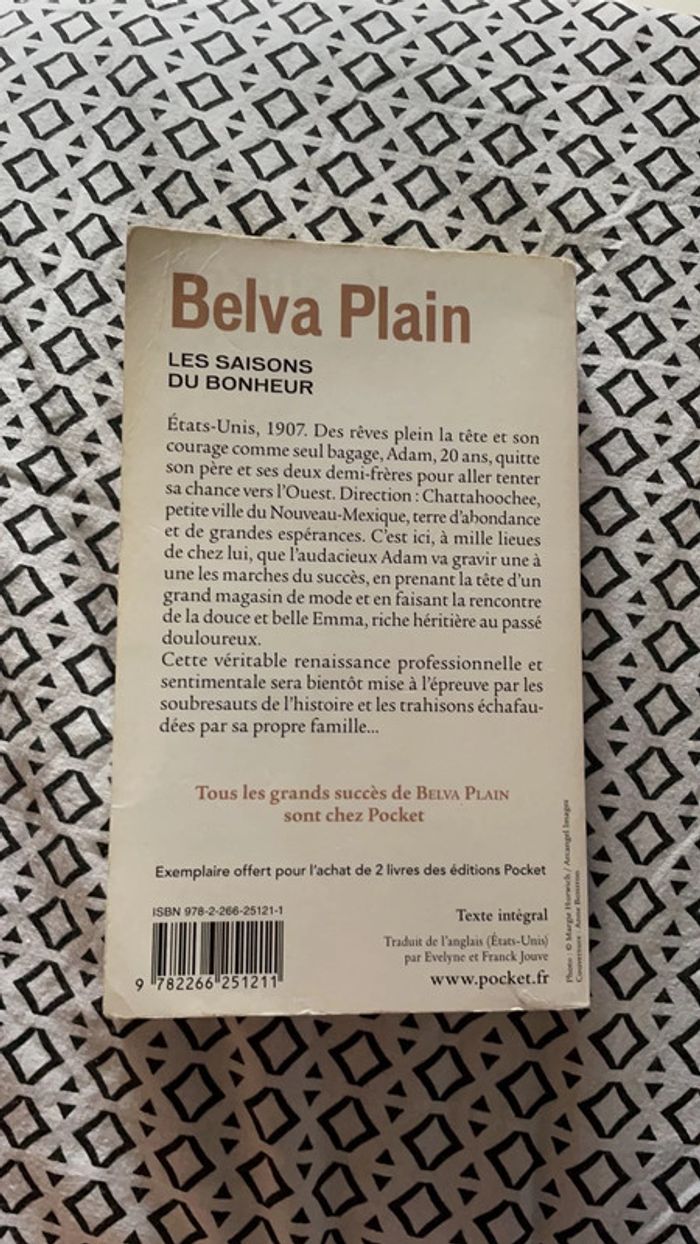 Belva Plain
LES SAISONS
DU BONHEUR
États-Unis, 1907. Des rêves plein la tête et son
courage comme seul bagage, Adam, 20 ans, quitte
son père et ses deux demi-frères pour aller tenter
sa chance vers l'Ouest. Direction : Chattahoochee,
petite ville du Nouveau-Mexique, terre d'abondance
et de grandes espérances. C'est ici, à mille lieues
de chez lui, que l'audacieux Adam va gravir une à
une les marches du succès, en prenant la tête d'un
grand magasin de mode et en faisant la rencontre
de la douce et belle Emma, riche héritière au passé
douloureux.
Cette véritable renaissance professionnelle et
sentimentale sera bientôt mise à l'épreuve par les
soubresauts de l'histoire et les trahisons échafau-
dées par sa propre famille...
Tous les grands succès de BELVA PLAIN
sont chez Pocket
Exemplaire offert pour l'achat de 2 livres des éditions Pocket
ISBN 978-2-266-25121-1
9 782266 251211
Texte intégral
Traduit de l'anglais (États-Unis)
par Evelyne et Franck Jouve
www.pocket.fr
Photo : © Margie Hurwich / Arcangel Images
Couverture : Anne